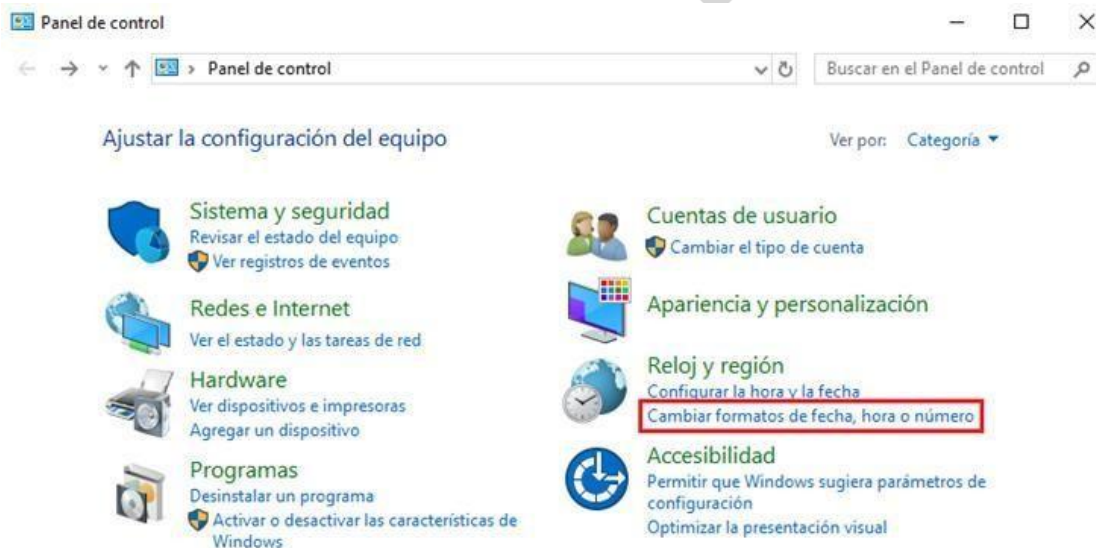 Panel de control
Panel de control
Buscar en el Panel de control
Ajustar la configuración del equipo
Ver por: Categoría
Sistema y seguridad
Revisar el estado del equipo
Ver registros de eventos
Redes e Internet
Ver el estado y las tareas de red
Hardware
Ver dispositivos e impresoras
Agregar un dispositivo
Programas
Desinstalar un programa
Activar o desactivar las características de
Windows
Cuentas de usuario
Cambiar el tipo de cuenta
Apariencia y personalización
Reloj y región
Configurar la hora y la fecha
Cambiar formatos de fecha, hora o número
Accesibilidad
Permitir que Windows sugiera parámetros de
configuración
Optimizar la presentación visual